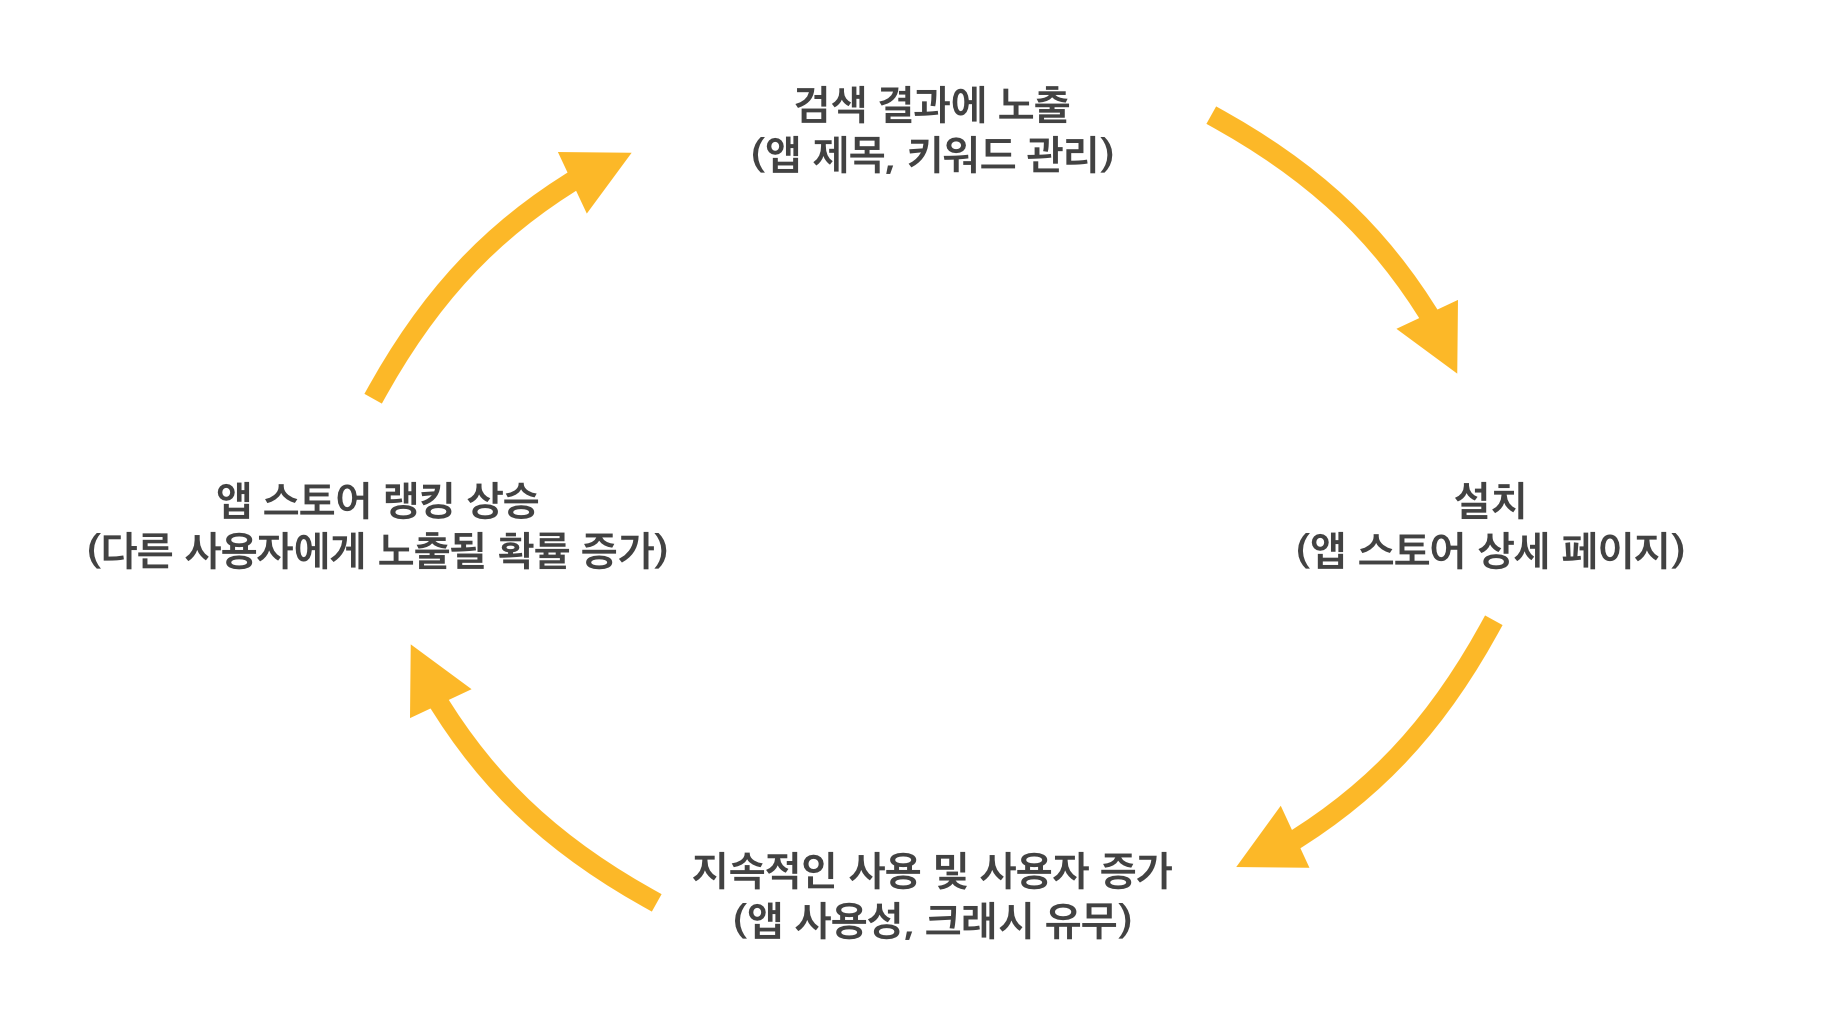 검색 결과에 노출
(앱 제목, 키워드 관리)
설치
(앱 스토어 상세 페이지)
지속적인 사용 및 사용자 증가
(앱 사용성, 크래시 유무)
앱 스토어 랭킹 상승
(다른 사용자에게 노출될 확률 증가)